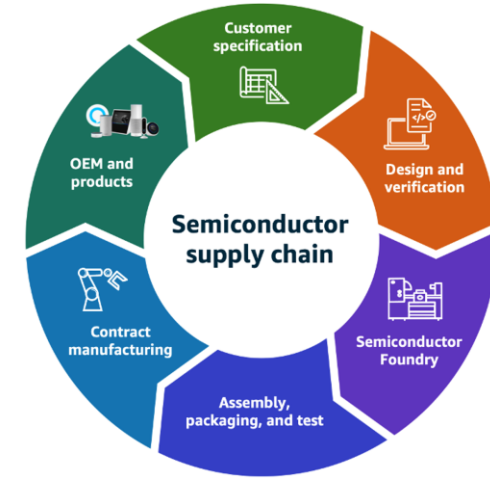 Customer
specification
Design and
verification
Semiconductor
Foundry
Assembly,
packaging, and test
Contract
manufacturing
OEM and
products
Semiconductor
supply chain